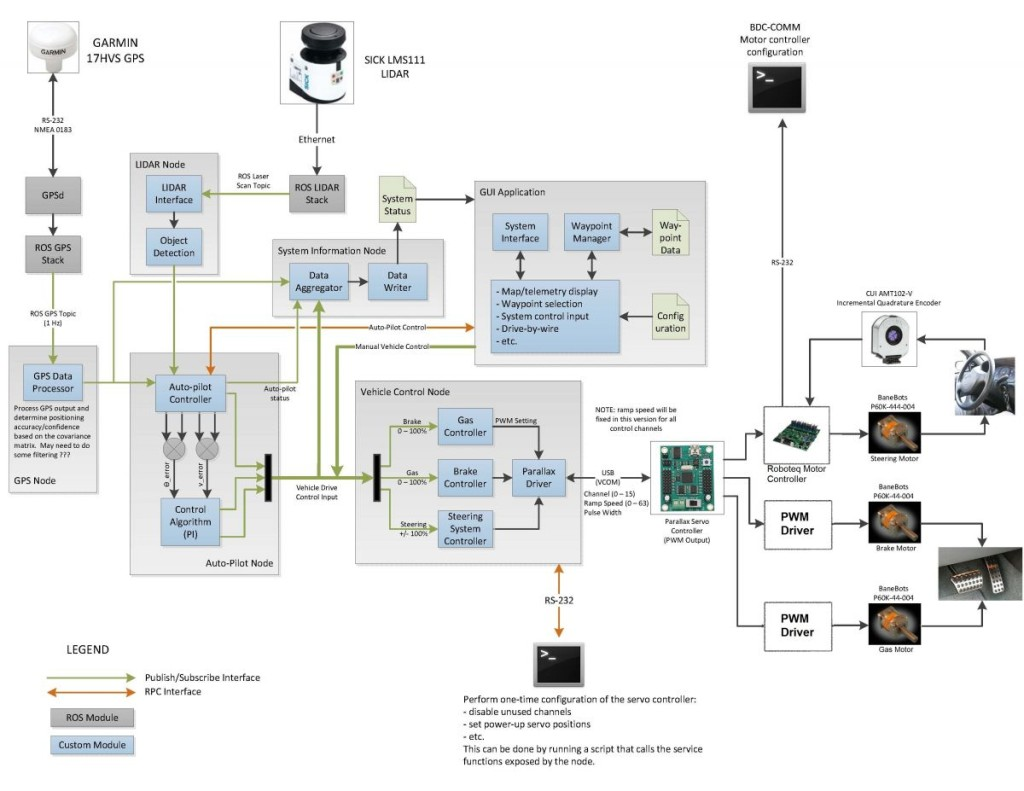 GARMIN
GARMIN
17HVS GPS
SICK
SICK LMS111
LIDAR
BDC-COMM
Motor controller
configuration
>_
RS-232
NMEA 0183
Ethernet
LIDAR Node
LIDAR
Interface
Object
Detection
ROS Laser
Scan Topic
ROS LIDAR
Stack
GPSd
ROS GPS
Stack
ROS GPS Topic
(1 Hz)
System
Status
System Information Node
Data
Aggregator
Data
Writer
GUI Application
System
Interface
Waypoint
Manager
Way-
point
Data
- Map/telemetry display
- Waypoint selection
- System control input
- Drive-by-wire
- etc.
Config
uration
RS-232
CUI AMT102-V
Incremental Quadrature Encoder
Auto-Pilot Control
Manual Vehicle Control
GPS Data
Processor
Process GPS output and
determine positioning
accuracy/confidence
based on the covariance
matrix. May need to do
some filtering ???
GPS Node
Auto-pilot
Controller
Auto-pilot
status
θ_error
v_error
Control
Algorithm
(PI)
Auto-Pilot Node
Vehicle Drive
Control Input
Vehicle Control Node
Brake
0 – 100%
Gas
Controller
PWM Setting
Gas
0 – 100%
Brake
Controller
Parallax
Driver
Steering
+/- 100%
Steering
System
Controller
NOTE: ramp speed will be
fixed in this version for all
control channels
USB
(VCOM)
Channel (0 – 15)
Ramp Speed (0 – 63)
Pulse Width
Parallax Servo
Controller
(PWM Output)
Roboteq Motor
Controller
BaneBots
P60K-444-004
Steering Motor
PWM
Driver
BaneBots
P60K-44-004
Brake Motor
PWM
Driver
BaneBots
P60K-44-004
Gas Motor
RS-232
>_
Perform one-time configuration of the servo controller:
- disable unused channels
- set power-up servo positions
- etc.
This can be done by running a script that calls the service
functions exposed by the node.
LEGEND
Publish/Subscribe Interface
RPC Interface
ROS Module
Custom Module